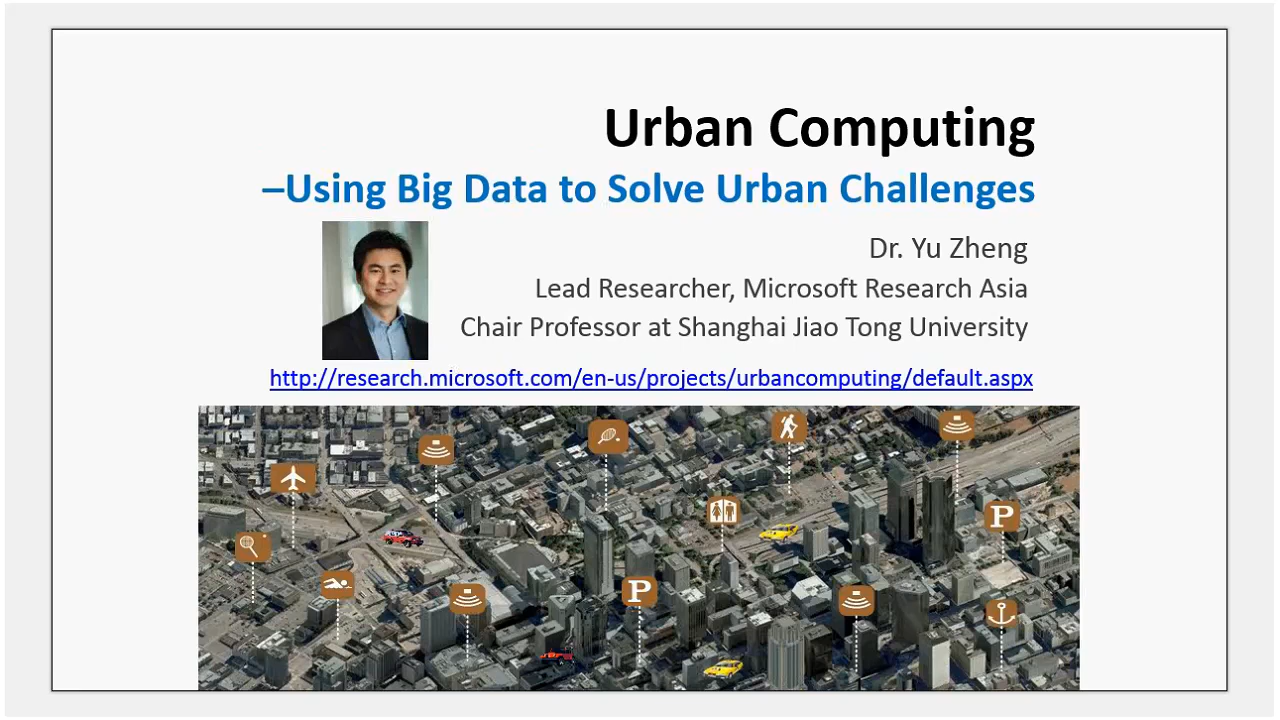 Urban Computing
–Using Big Data to Solve Urban Challenges
Dr. Yu Zheng
Lead Researcher, Microsoft Research Asia
Chair Professor at Shanghai Jiao Tong University
http://research.microsoft.com/en-us/projects/urbancomputing/default.aspx
P
P